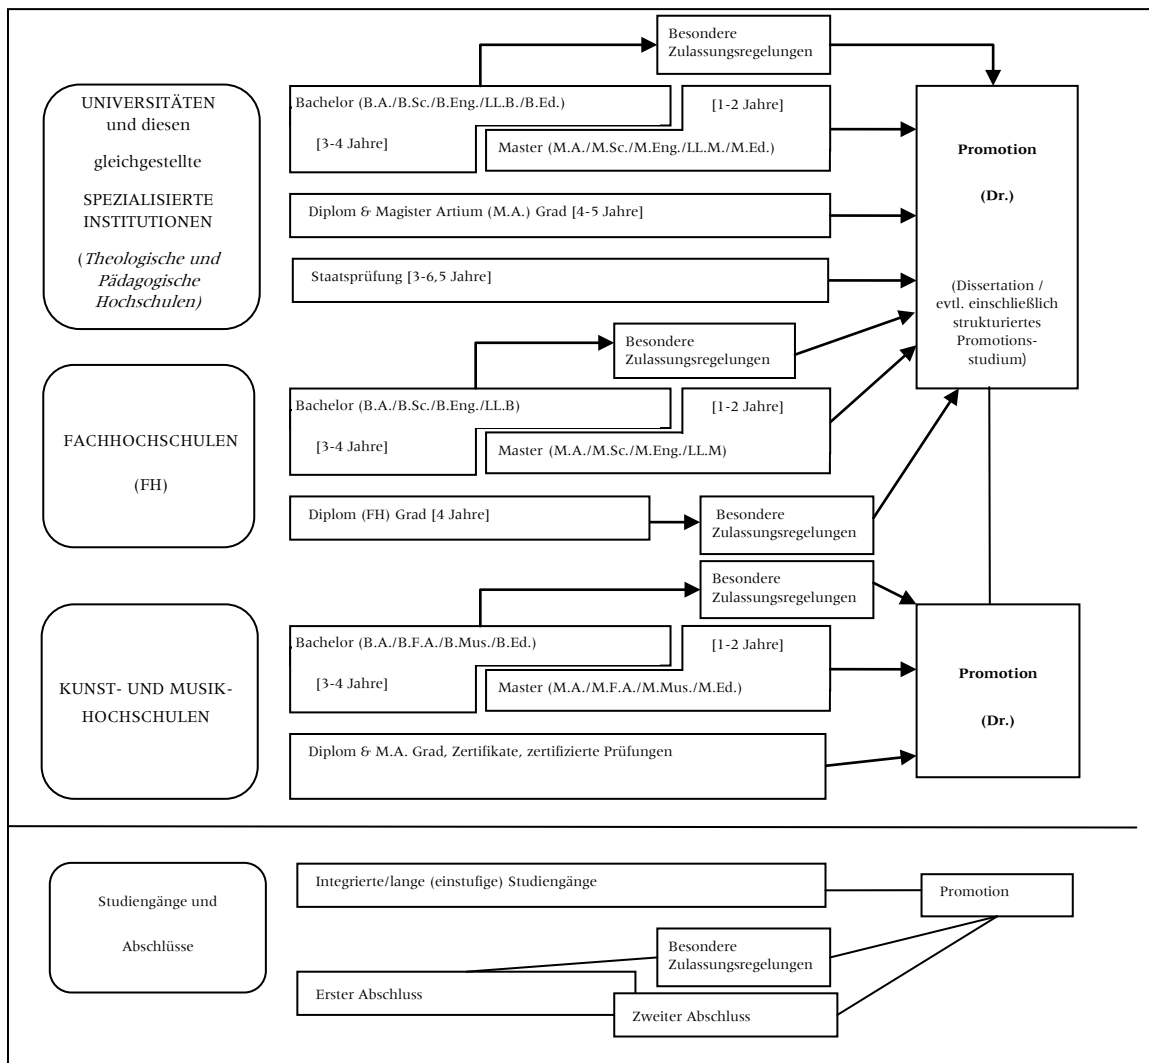 Besondere
Zulassungsregelungen
UNIVERSITÄTEN
und diesen
gleichgestellte
SPEZIALISIERTE
INSTITUTIONEN
(Theologische und
Pädagogische
Hochschulen)
Bachelor (B.A./B.Sc./B.Eng./LL.B./B.Ed.)
[3-4 Jahre]
[1-2 Jahre]
Master (M.A./M.Sc./M.Eng./LL.M./M.Ed.)
Diplom & Magister Artium (M.A.) Grad [4-5 Jahre]
Staatsprüfung [3-6,5 Jahre]
Promotion
(Dr.)
(Dissertation /
evtl. einschließlich
strukturiertes
Promotions-
studium)
Besondere
Zulassungsregelungen
FACHHOCHSCHULEN
(FH)
Bachelor (B.A./B.Sc./B.Eng./LL.B)
[3-4 Jahre]
[1-2 Jahre]
Master (M.A./M.Sc./M.Eng./LL.M)
Diplom (FH) Grad [4 Jahre]
Besondere
Zulassungsregelungen
Besondere
Zulassungsregelungen
KUNST- UND MUSIK-
HOCHSCHULEN
Bachelor (B.A./B.F.A./B.Mus./B.Ed.)
[3-4 Jahre]
[1-2 Jahre]
Master (M.A./M.F.A./M.Mus./M.Ed.)
Diplom & M.A. Grad, Zertifikate, zertifizierte Prüfungen
Promotion
(Dr.)
Studiengänge und
Abschlüsse
Integrierte/lange (einstufige) Studiengänge
Promotion
Besondere
Zulassungsregelungen
Erster Abschluss
Zweiter Abschluss